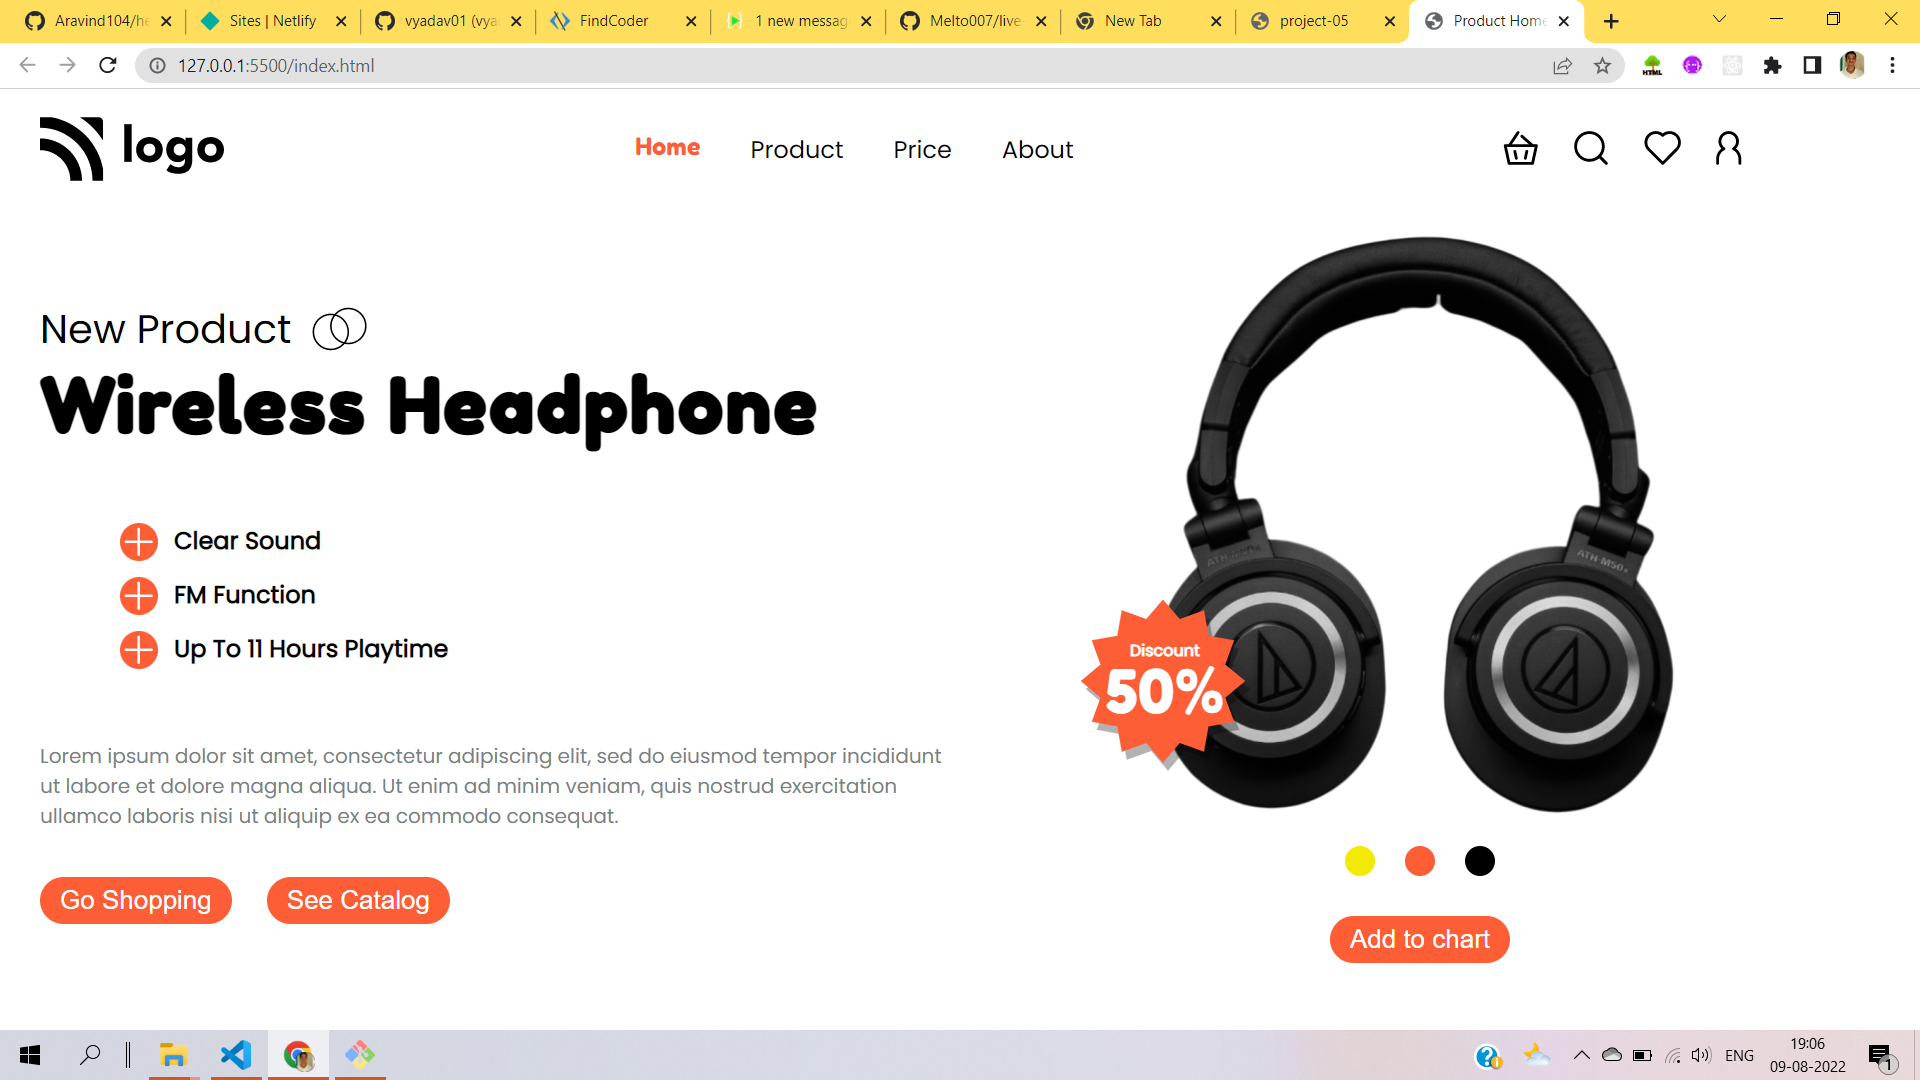 Aravind104/he
Sites | Netlify
vyadav01 (vya
FindCoder
1 new messag
Melto007/live-
New Tab
project-05
Product Home
127.0.0.1:5500/index.html
HTML
logo
Home
Product
Price
About
New Product
Wireless Headphone
Clear Sound
FM Function
Up To 11 Hours Playtime
Lorem ipsum dolor sit amet, consectetur adipiscing elit, sed do eiusmod tempor incididunt
ut labore et dolore magna aliqua. Ut enim ad minim veniam, quis nostrud exercitation
ullamco laboris nisi ut aliquip ex ea commodo consequat.
Go Shopping
See Catalog
ATH-M50x
Discount
50%
Add to chart
ENG
19:06
09-08-2022
1